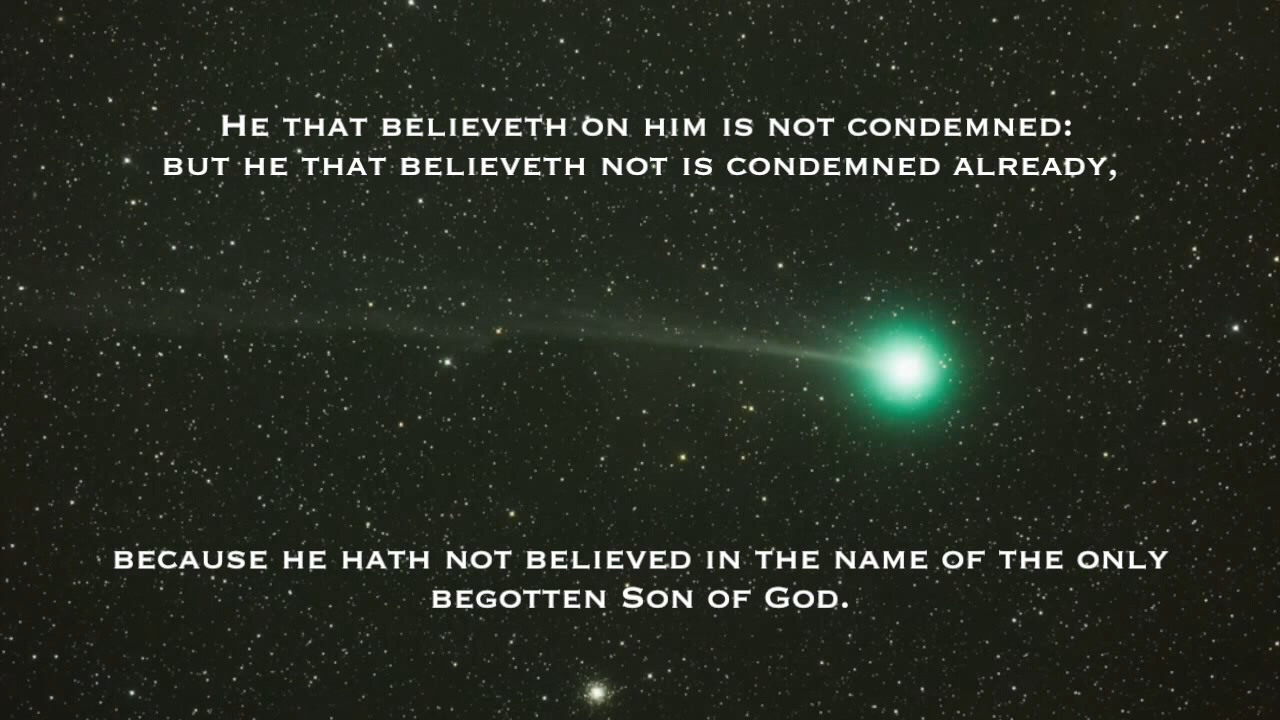 He that believeth on him is not condemned:
but he that believeth not is condemned already,
because he hath not believed in the name of the only
begotten Son of God.